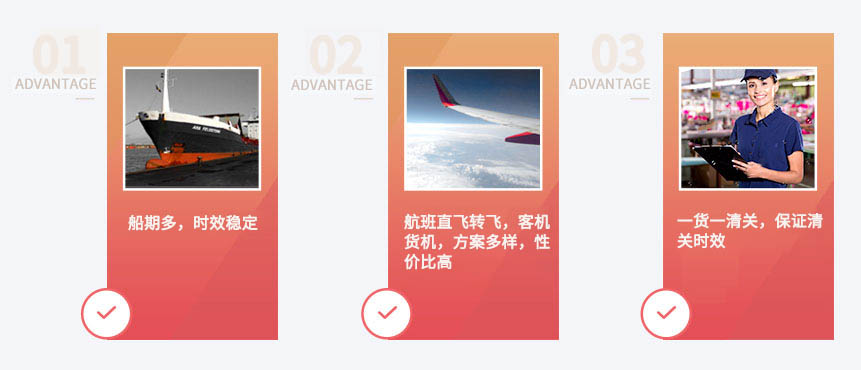 01
ADVANTAGE
船期多，时效稳定
02
ADVANTAGE
航班直飞转飞，客机
货机，方案多样，性
价比高
03
ADVANTAGE
一货一清关，保证清
关时效